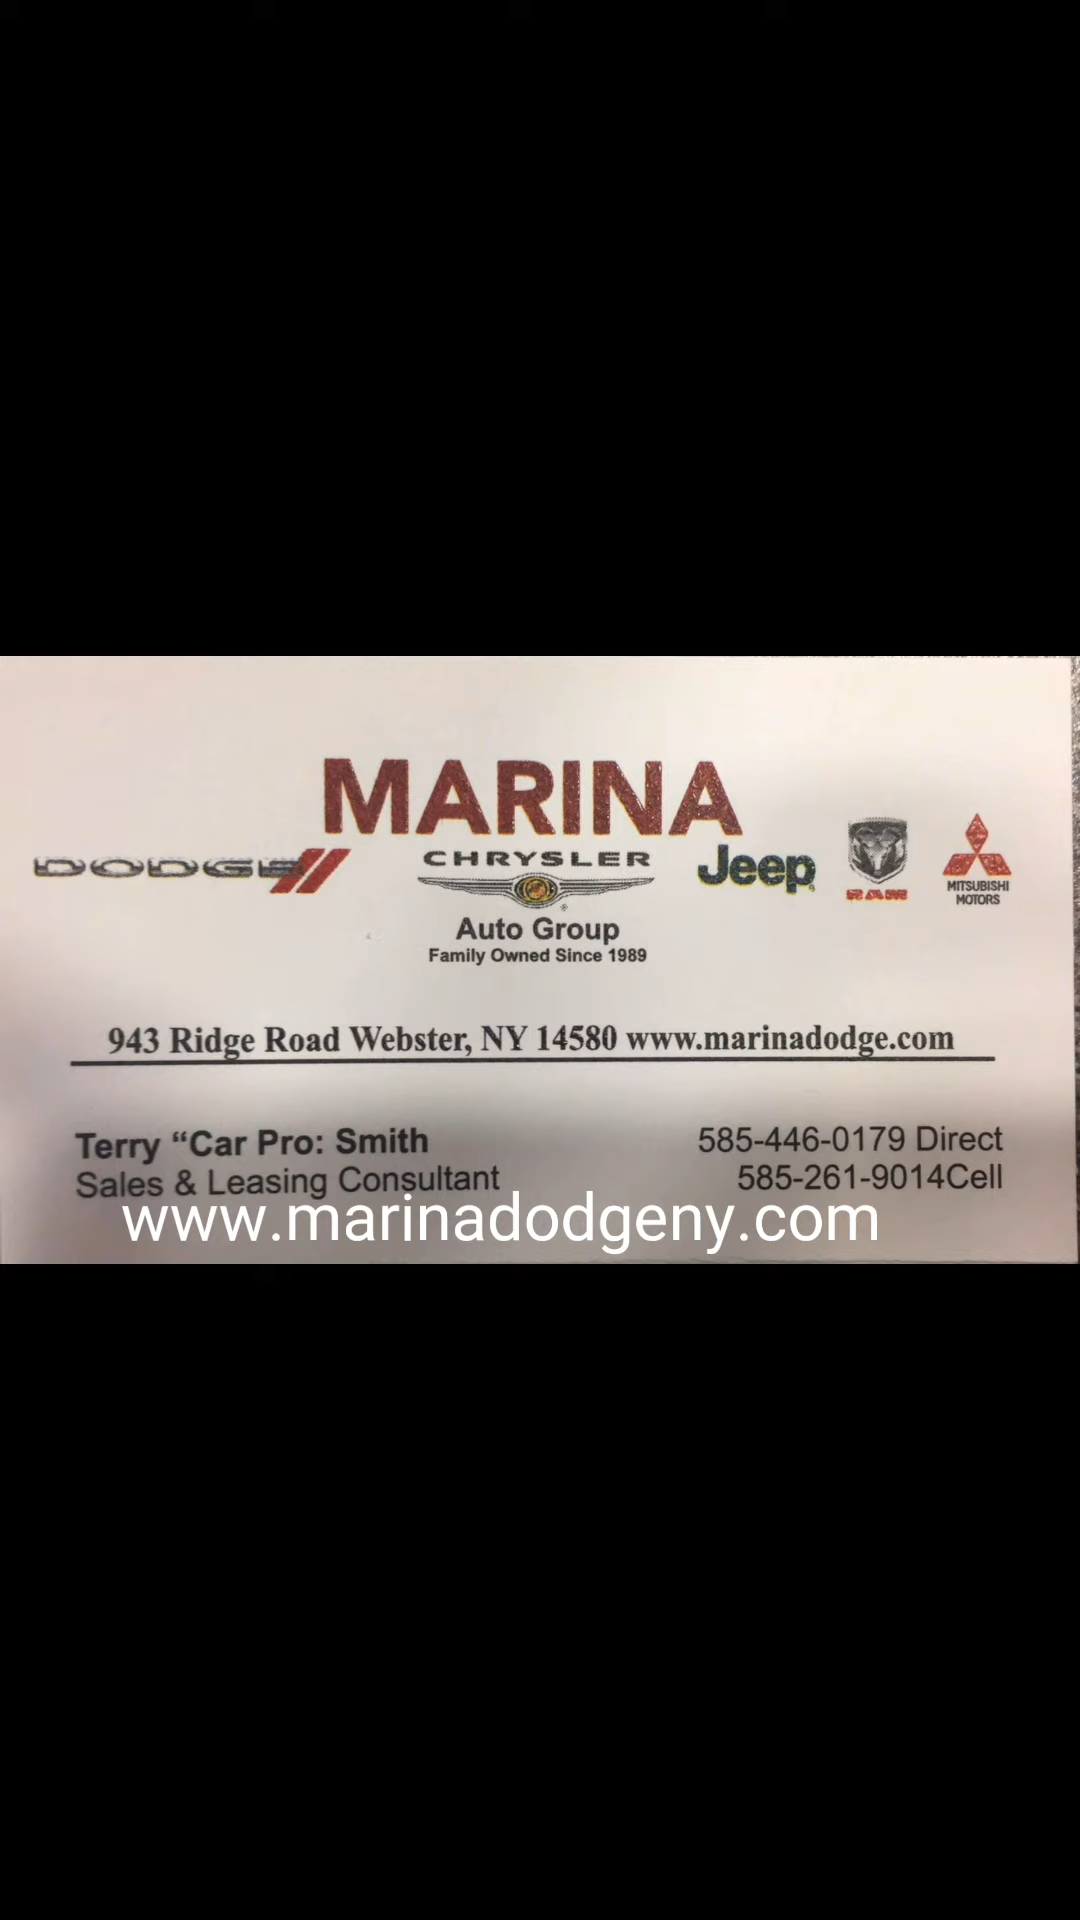 MARINA
DODGE
CHRYSLER
Jeep
RAM
MITSUBISHI
MOTORS
Auto Group
Family Owned Since 1989
943 Ridge Road Webster, NY 14580 www.marinadodge.com
Terry “Car Pro: Smith
585-446-0179 Direct
Sales & Leasing Consultant
585-261-9014Cell
www.marinadodgeny.com